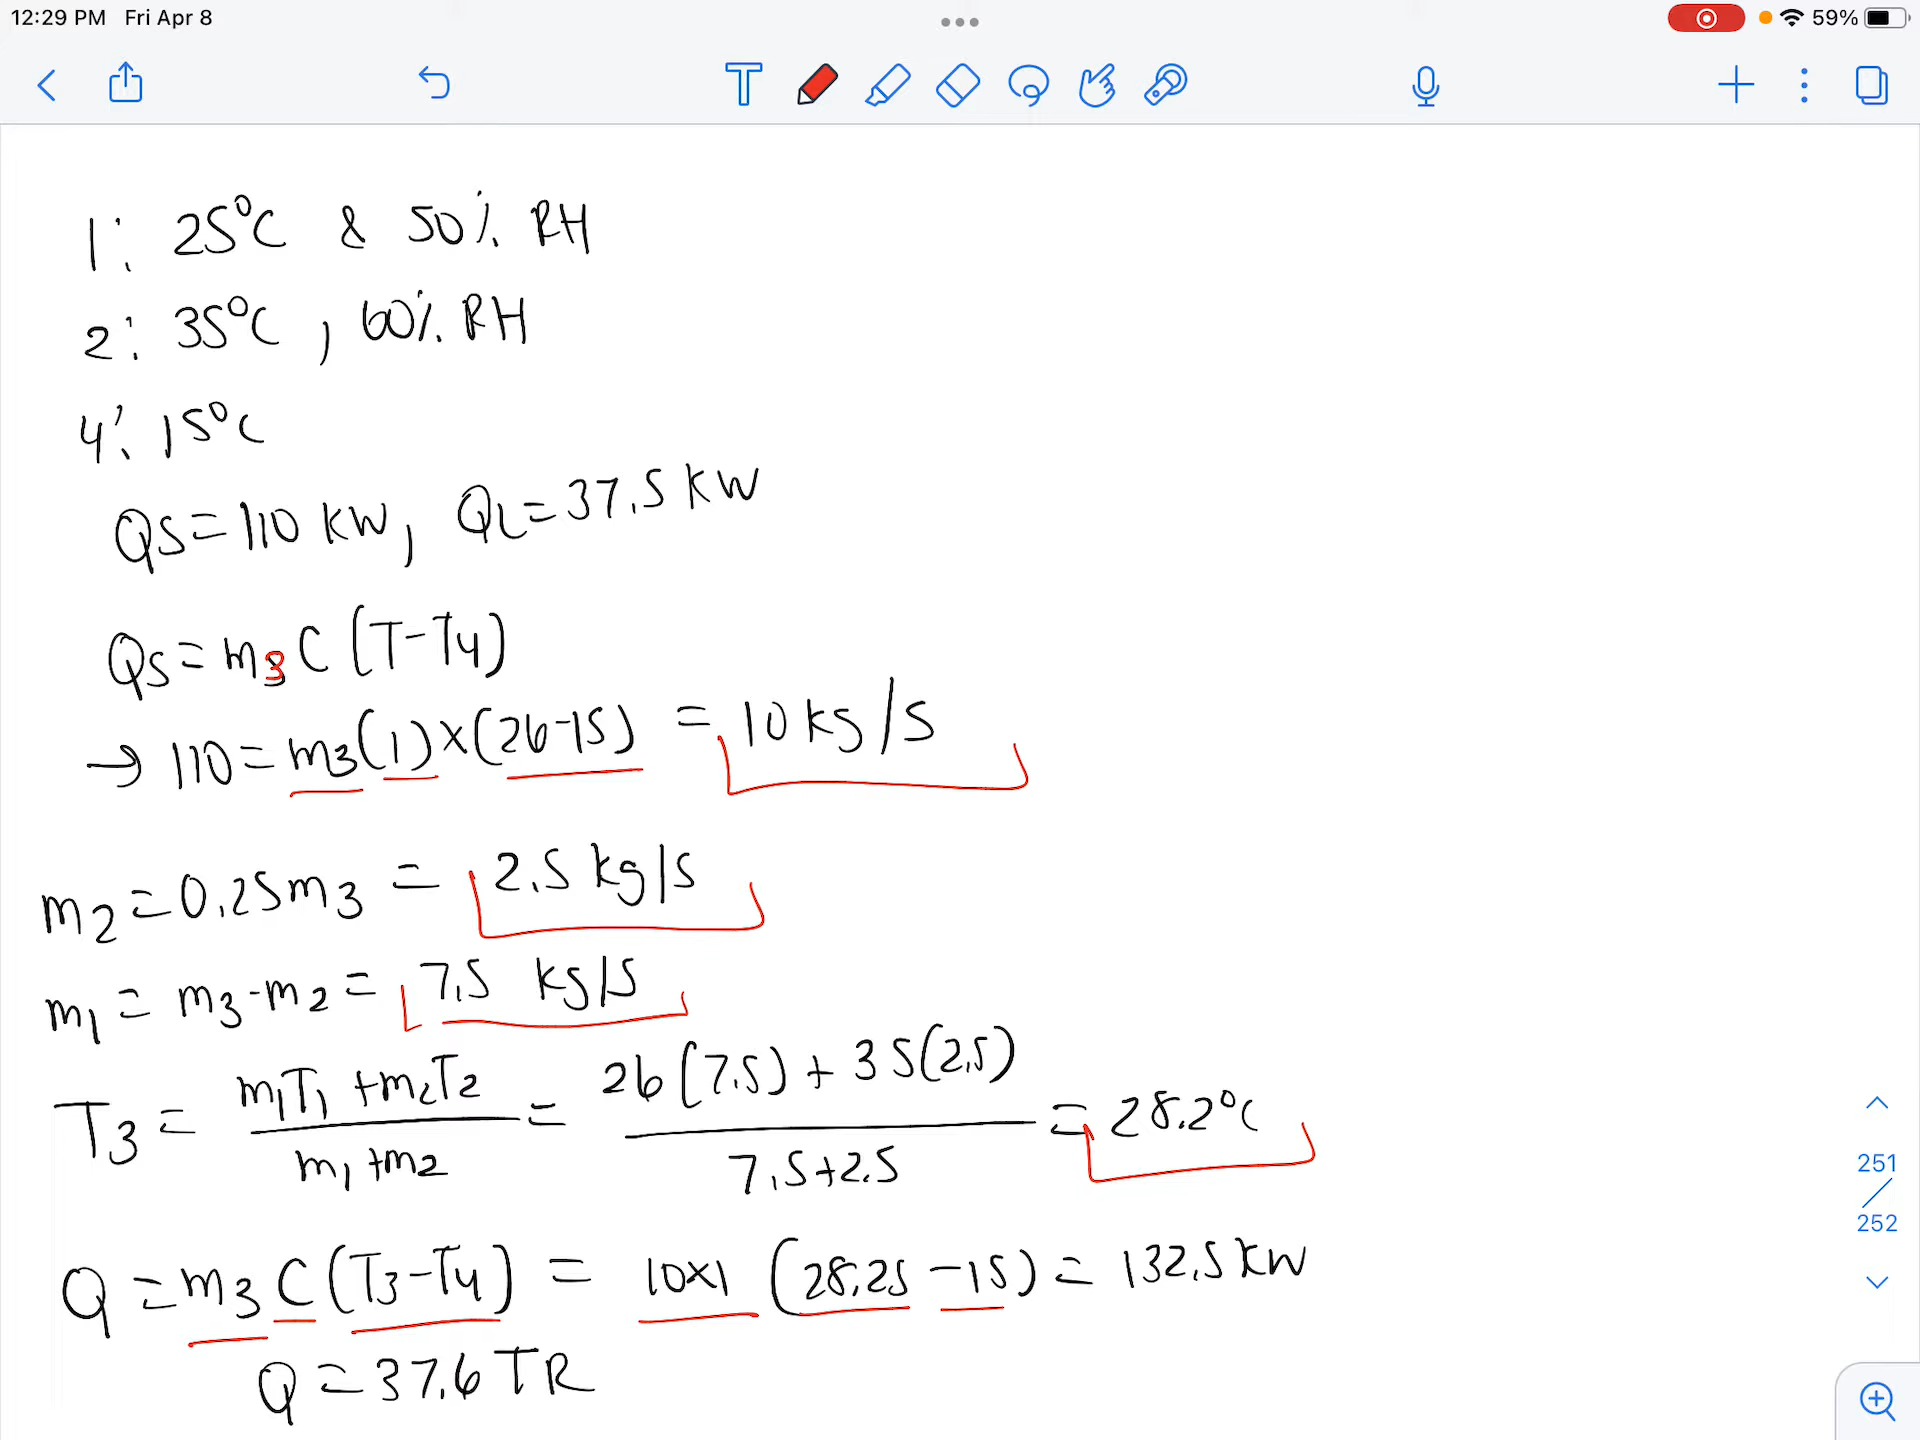 12:29 PM Fri Apr 8
59%
1: 25°C & 50% RH
2: 35°C, 60% RH
4: 15°C
QS = 110 KW, QL = 37.5 KW
QS = m3 C (T-T4)
→ 110 = m3(1)×(26-15) = 10 kg/s
m2 = 0.25m3 = 2.5 kg/s
m1 = m3-m2 = 7.5 kg/s
T3 = (m1T1 + m2T2)/(m1 + m2) = (26(7.5) + 35(2.5))/(7.5+2.5) = 28.2°C
Q = m3 C (T3-T4) = 10×1 (28.25 - 15) = 132.5 KW
Q = 37.6 TR
251
/
252